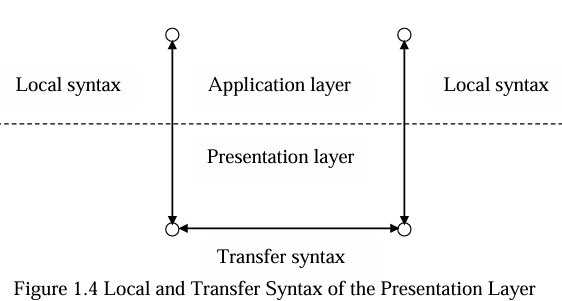 Local syntax Application layer Local syntax
Presentation layer
Transfer syntax
Figure 1.4 Local and Transfer Syntax of the Presentation Layer